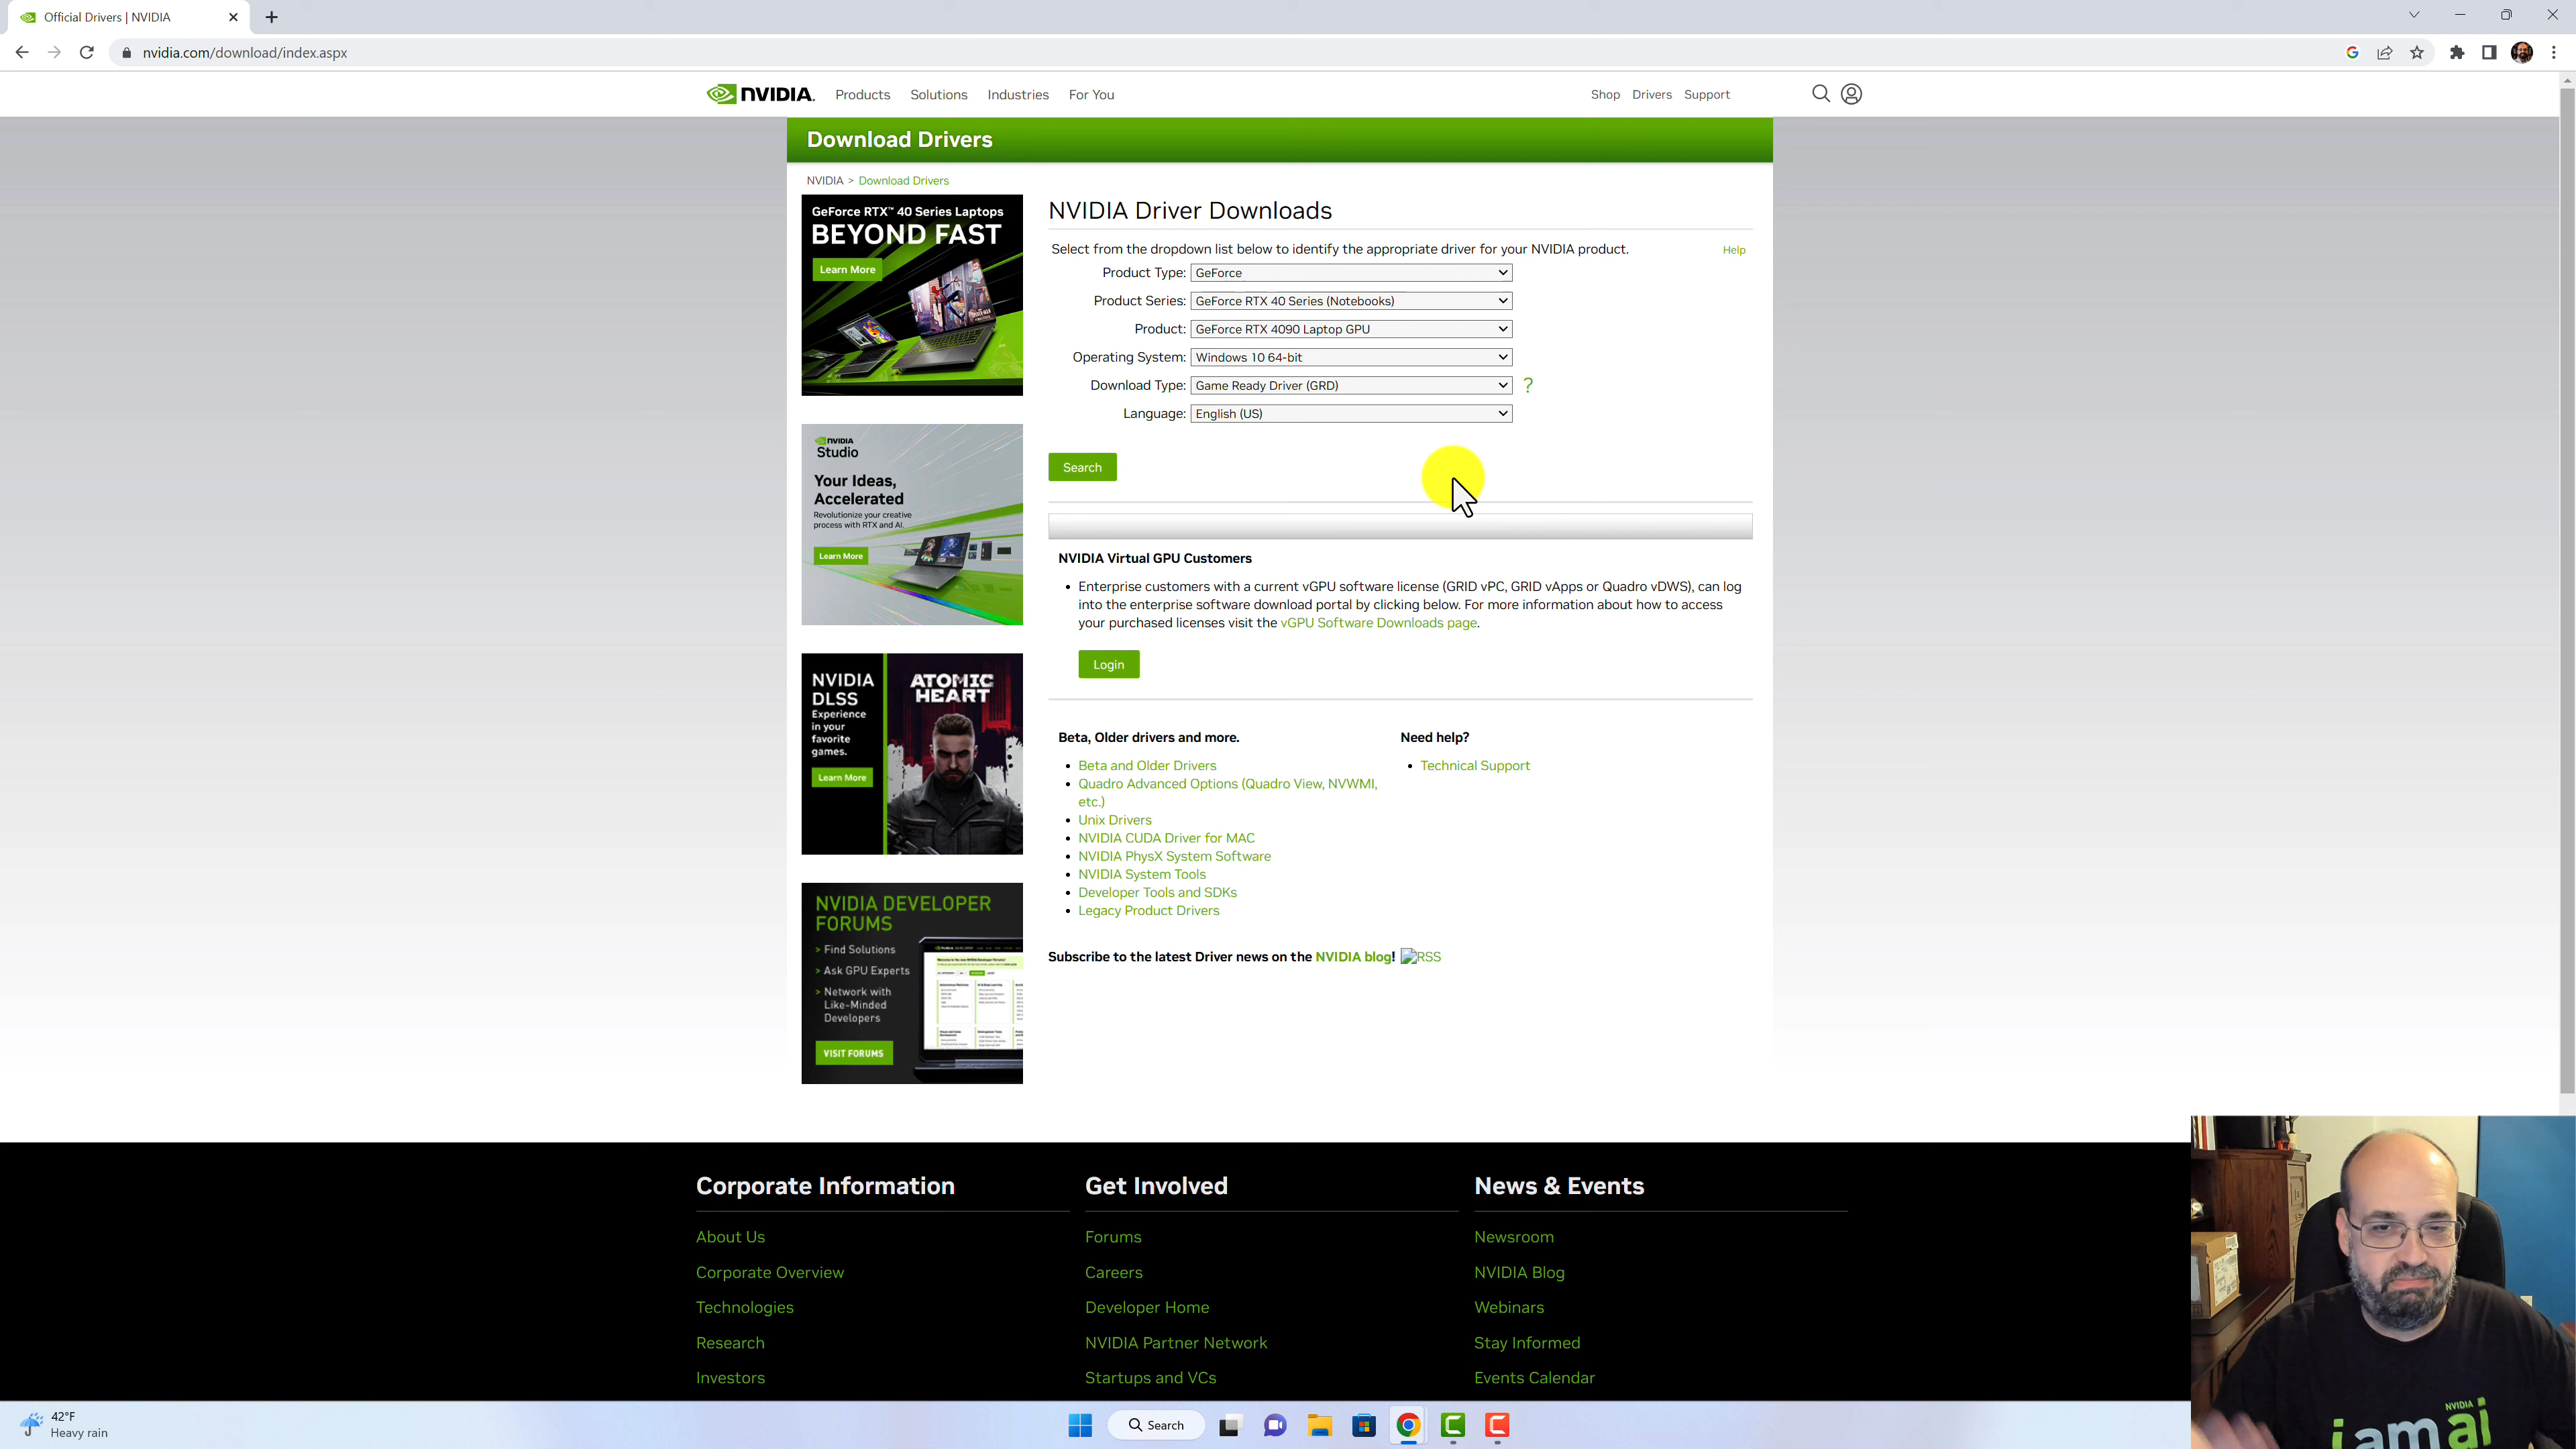 Official Drivers | NVIDIA
nvidia.com/download/index.aspx
NVIDIA. Products Solutions Industries For You Shop Drivers Support
Download Drivers
NVIDIA > Download Drivers
GeForce RTX™ 40 Series Laptops
BEYOND FAST
Learn More
NVIDIA
Studio
Your Ideas,
Accelerated
Revolutionize your creative
process with RTX and AI.
Learn More
NVIDIA
DLSS
Experience
in your
favorite
games.
Learn More
ATOMIC
HEART
NVIDIA DEVELOPER
FORUMS
> Find Solutions
> Ask GPU Experts
> Network with
Like-Minded
Developers
VISIT FORUMS
NVIDIA Driver Downloads
Select from the dropdown list below to identify the appropriate driver for your NVIDIA product. Help
Product Type: GeForce
Product Series: GeForce RTX 40 Series (Notebooks)
Product: GeForce RTX 4090 Laptop GPU
Operating System: Windows 10 64-bit
Download Type: Game Ready Driver (GRD) ?
Language: English (US)
Search
NVIDIA Virtual GPU Customers
• Enterprise customers with a current vGPU software license (GRID vPC, GRID vApps or Quadro vDWS), can log
into the enterprise software download portal by clicking below. For more information about how to access
your purchased licenses visit the vGPU Software Downloads page.
Login
Beta, Older drivers and more.
• Beta and Older Drivers
• Quadro Advanced Options (Quadro View, NVWMI,
etc.)
• Unix Drivers
• NVIDIA CUDA Driver for MAC
• NVIDIA PhysX System Software
• NVIDIA System Tools
• Developer Tools and SDKs
• Legacy Product Drivers
Need help?
• Technical Support
Subscribe to the latest Driver news on the NVIDIA blog! RSS
Corporate Information
About Us
Corporate Overview
Technologies
Research
Investors
Get Involved
Forums
Careers
Developer Home
NVIDIA Partner Network
Startups and VCs
News & Events
Newsroom
NVIDIA Blog
Webinars
Stay Informed
Events Calendar
NVIDIA
i am ai
42°F
Heavy rain
Search